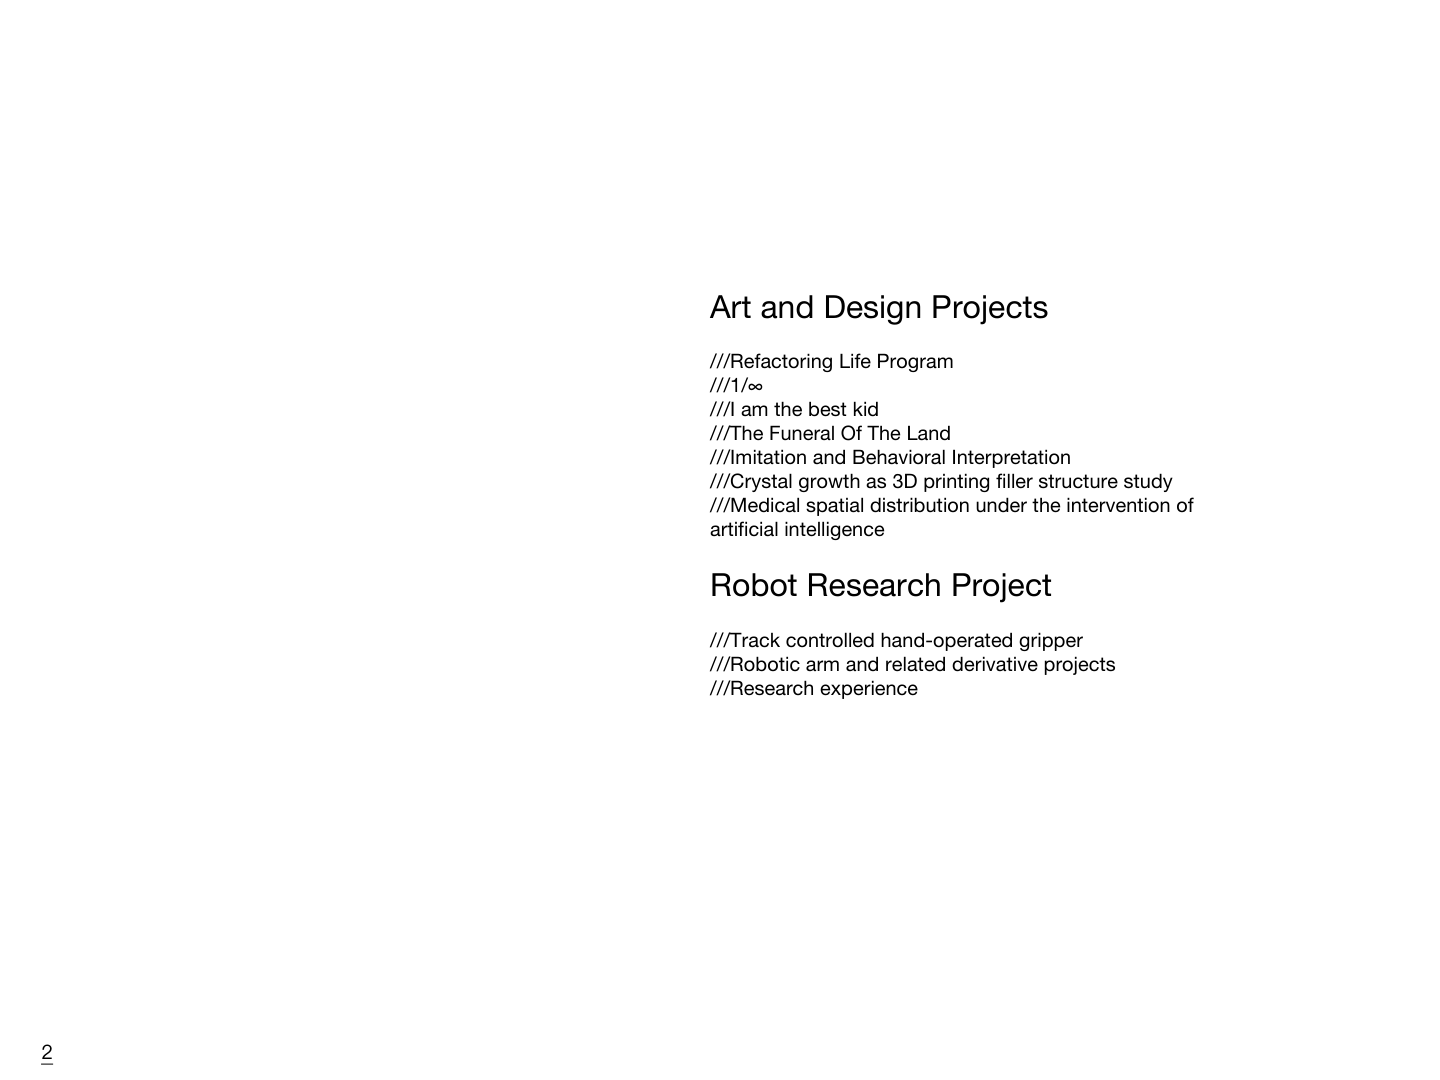 Art and Design Projects
///Refactoring Life Program
///1/∞
///I am the best kid
///The Funeral Of The Land
///Imitation and Behavioral Interpretation
///Crystal growth as 3D printing filler structure study
///Medical spatial distribution under the intervention of
artificial intelligence
Robot Research Project
///Track controlled hand-operated gripper
///Robotic arm and related derivative projects
///Research experience
2